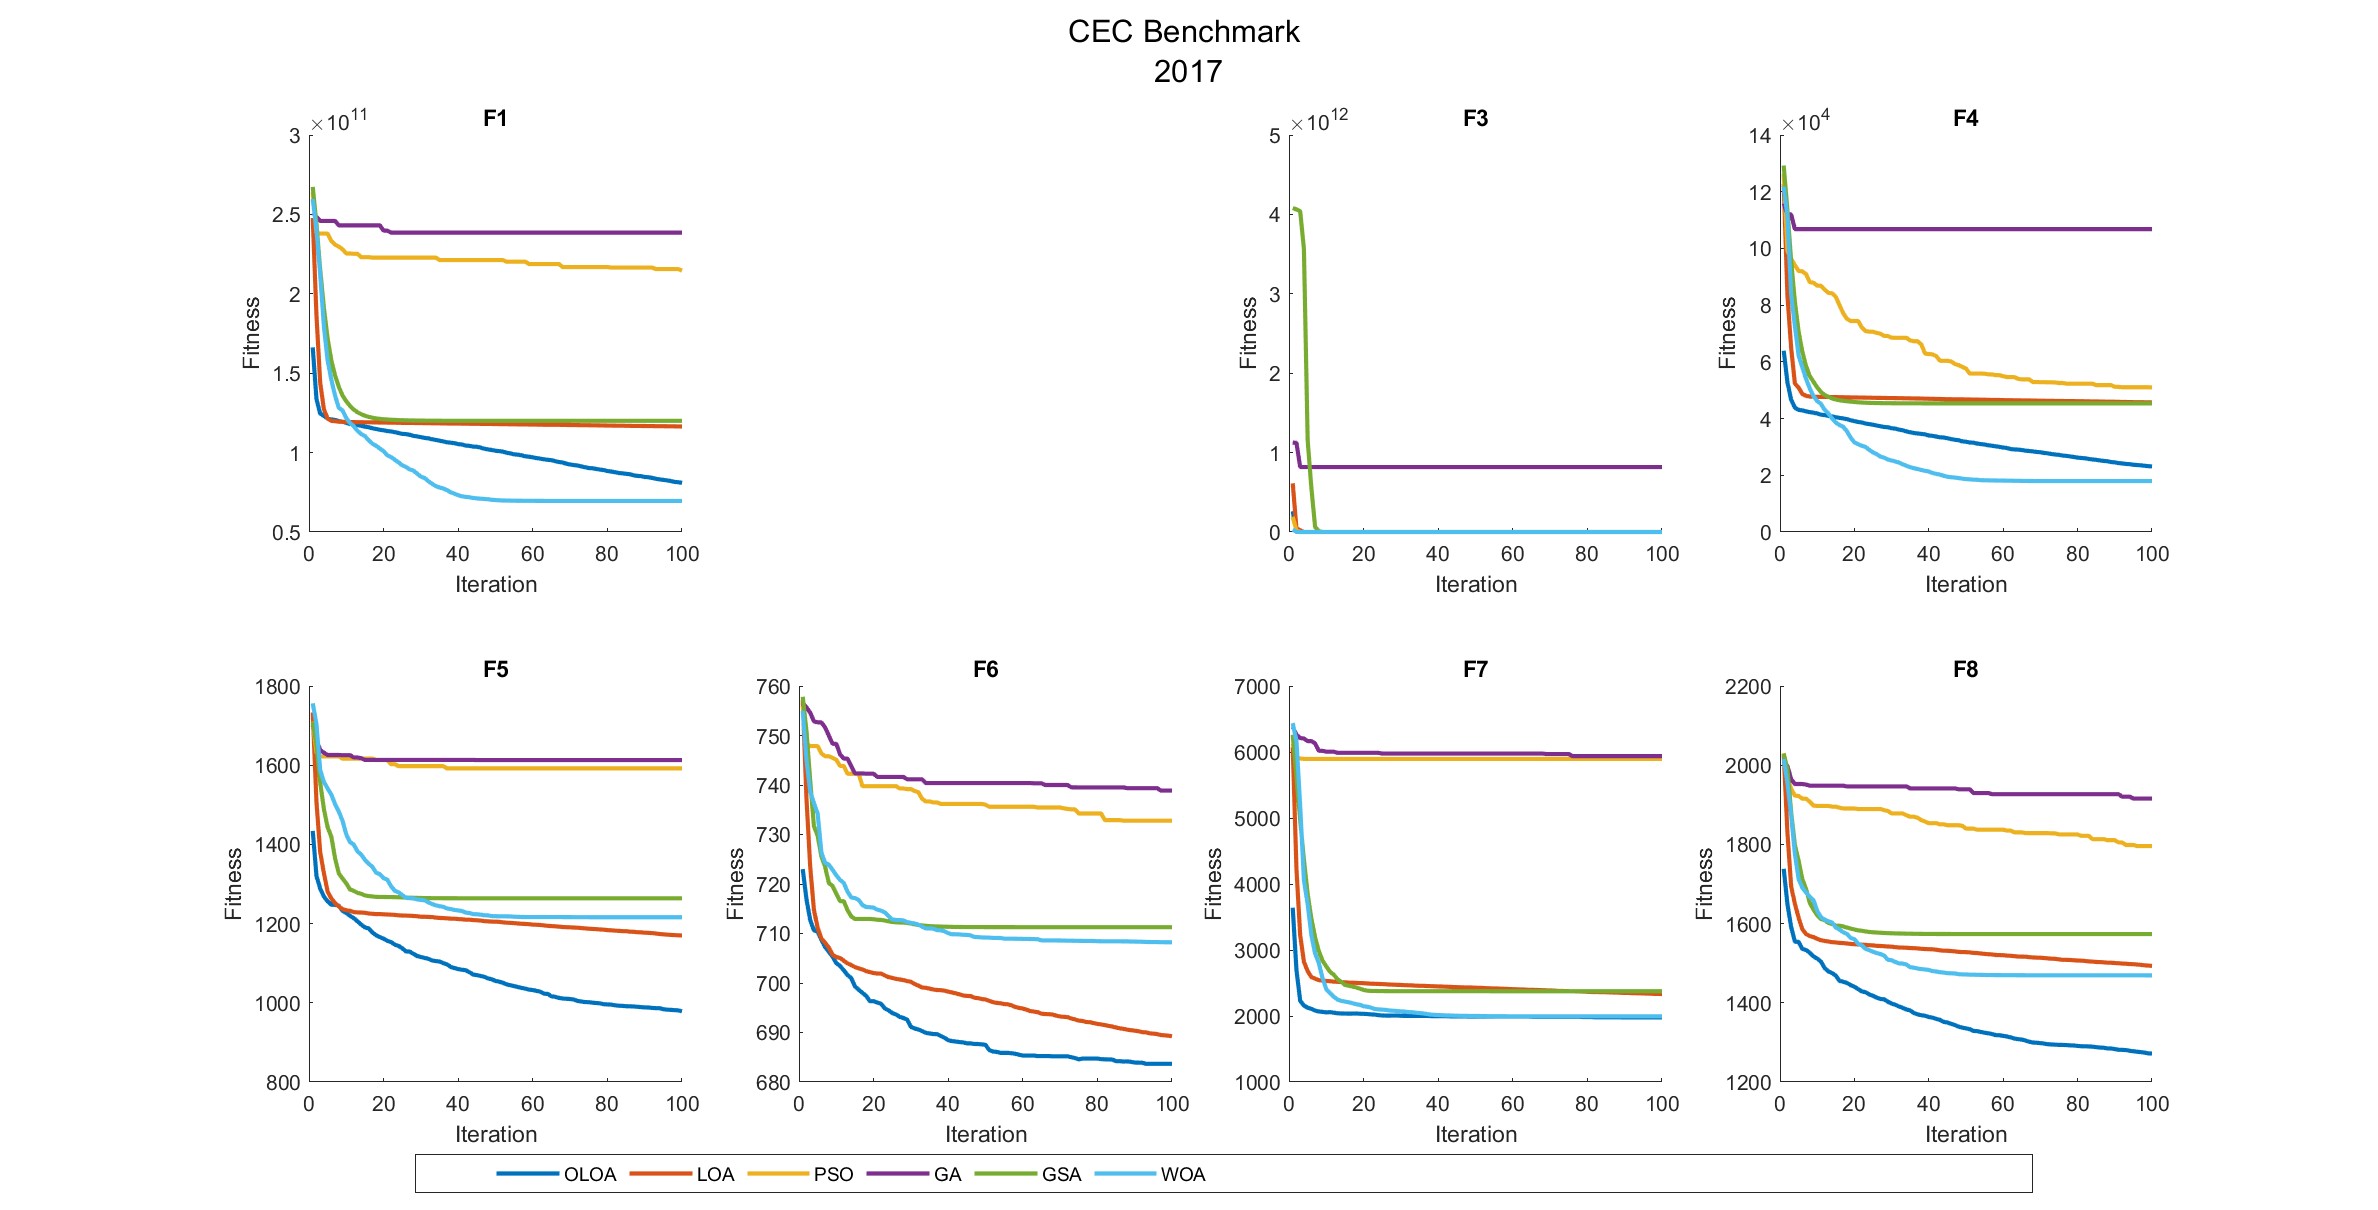 CEC Benchmark
2017
F1
×10^11
3
2.5
2
1.5
1
0.5
0 20 40 60 80 100
Fitness
Iteration
F3
×10^12
5
4
3
2
1
0
0 20 40 60 80 100
Fitness
Iteration
F4
×10^4
14
12
10
8
6
4
2
0
0 20 40 60 80 100
Fitness
Iteration
F5
1800
1600
1400
1200
1000
800
0 20 40 60 80 100
Fitness
Iteration
F6
760
750
740
730
720
710
700
690
680
0 20 40 60 80 100
Fitness
Iteration
F7
7000
6000
5000
4000
3000
2000
1000
0 20 40 60 80 100
Fitness
Iteration
F8
2200
2000
1800
1600
1400
1200
0 20 40 60 80 100
Fitness
Iteration
OLOA LOA PSO GA GSA WOA